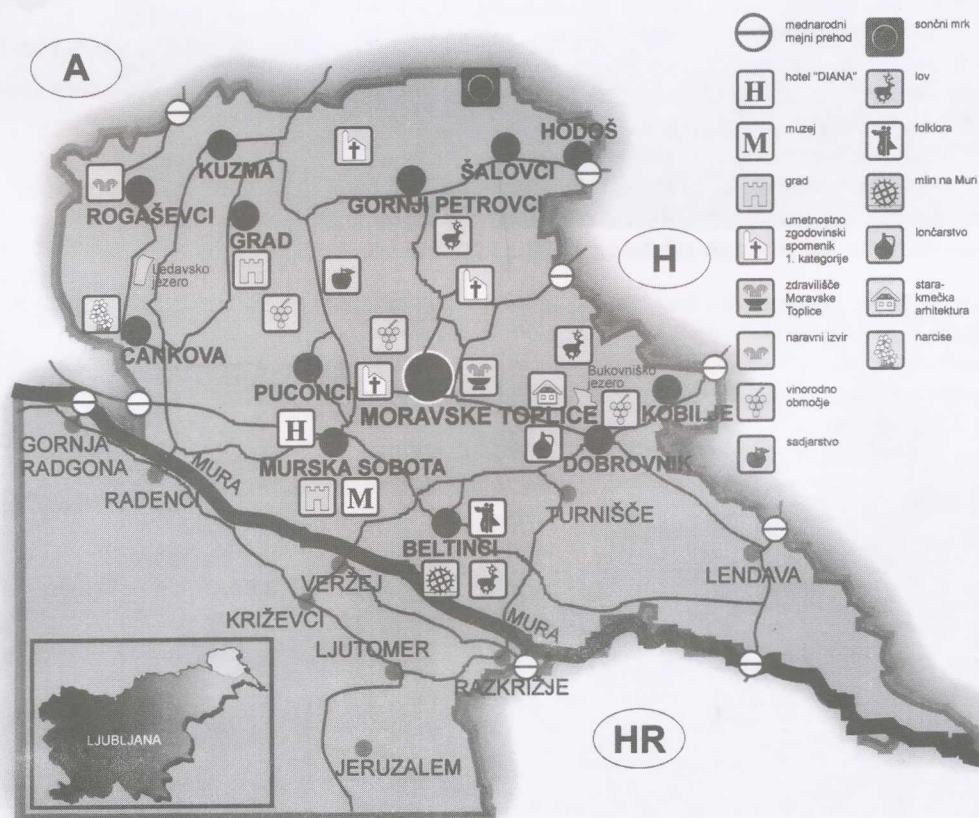 A
KUZMA
HODOŠ
ŠALOVCI
ROGAŠEVCI
GORNJI PETROVCI
GRAD
H
Ledavsko
jezero
CANKOVA
PUCONCI
MORAVSKE TOPLICE
Bukovniško
jezero
KOBILJE
H
GORNJA
RADGONA
MURA
MURSKA SOBOTA
DOBROVNIK
RADENCI
M
TURNIŠČE
BELTINCI
VERŽEJ
LENDAVA
KRIŽEVCI
MURA
LJUTOMER
RAZKRIŽJE
HR
JERUZALEM
LJUBLJANA
mednarodni
mejni prehod
H
hotel "DIANA"
M
muzej
grad
umetnostno
zgodovinski
spomenik
1. kategorije
zdravilišče
Moravske
Toplice
naravni izvir
vinorodno
območje
sadjarstvo
sončni mrk
lov
folklora
mlin na Muri
lončarstvo
stara-
kmečka
arhitektura
narcise